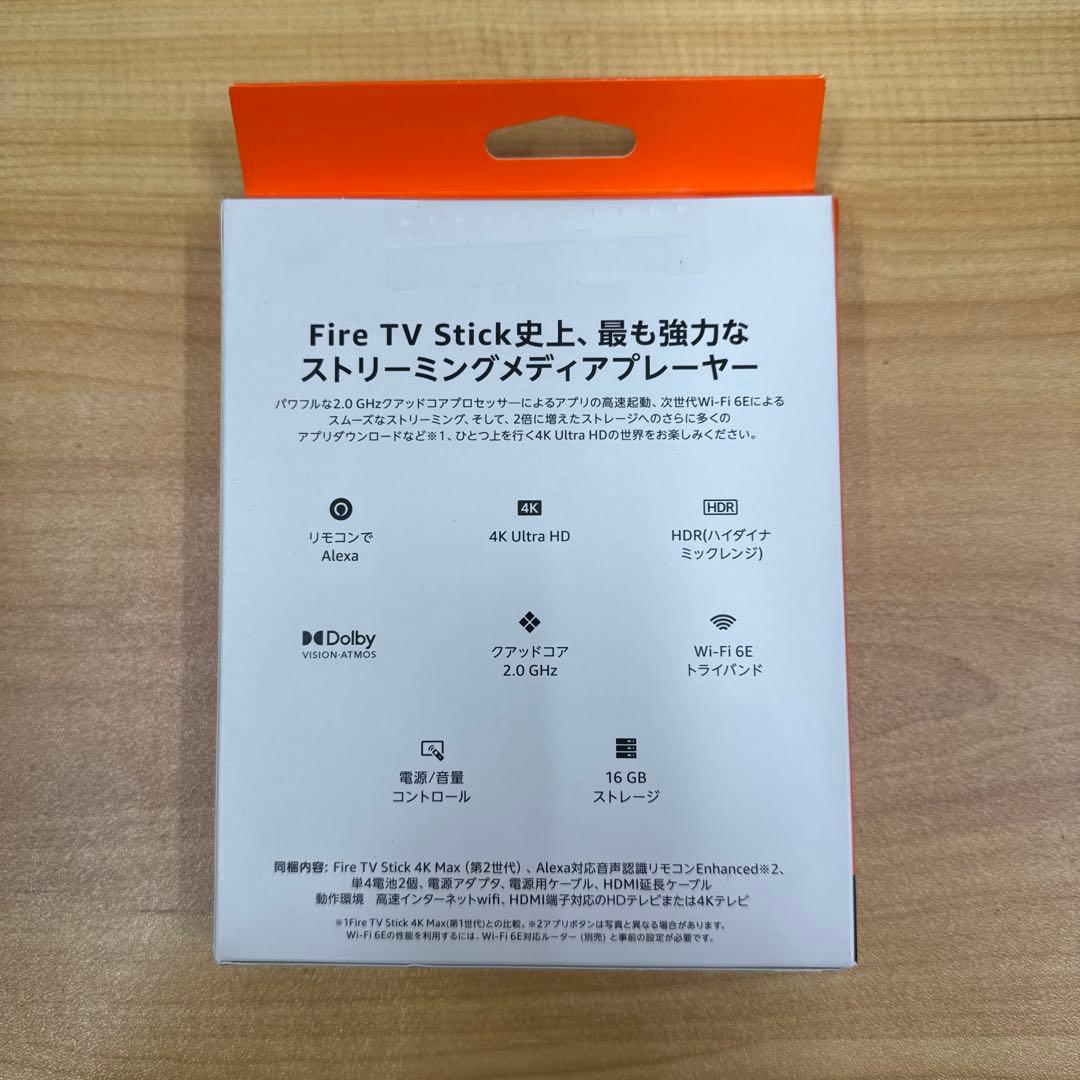 Fire TV Stick史上、最も強力な
ストリーミングメディアプレーヤー
パワフルな2.0 GHzクアッドコアプロセッサーによるアプリの高速起動、次世代Wi-Fi 6Eによる
スムーズなストリーミング、そして、2倍に増えたストレージへのさらに多くの
アプリダウンロードなど※1、ひとつ上を行く4K Ultra HDの世界をお楽しみください。
リモコンで
Alexa
4K
4K Ultra HD
HDR
HDR(ハイダイナ
ミックレンジ)
Dolby
VISION·ATMOS
クアッドコア
2.0 GHz
Wi-Fi 6E
トライバンド
電源/音量
コントロール
16 GB
ストレージ
同梱内容: Fire TV Stick 4K Max（第2世代）、Alexa対応音声認識リモコンEnhanced※2、
単4電池2個、電源アダプタ、電源用ケーブル、HDMI延長ケーブル
動作環境　高速インターネットwifi、HDMI端子対応のHDテレビまたは4Kテレビ
※1Fire TV Stick 4K Max(第1世代)との比較。※2アプリボタンは写真と異なる場合があります。
Wi-Fi 6Eの性能を利用するには、Wi-Fi 6E対応ルーター (別売) と事前の設定が必要です。